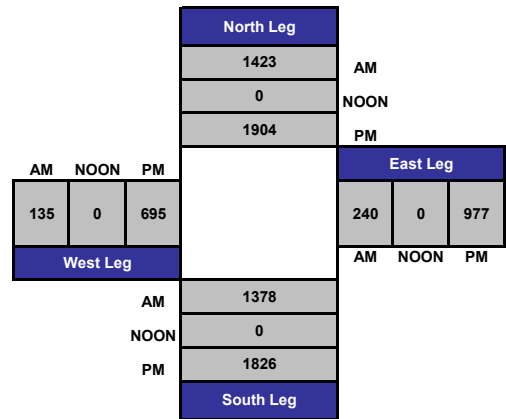 North Leg
1423 AM
0 NOON
1904 PM
AM NOON PM
East Leg
135 0 695
240 0 977
West Leg
AM NOON PM
AM 1378
NOON 0
PM 1826
South Leg